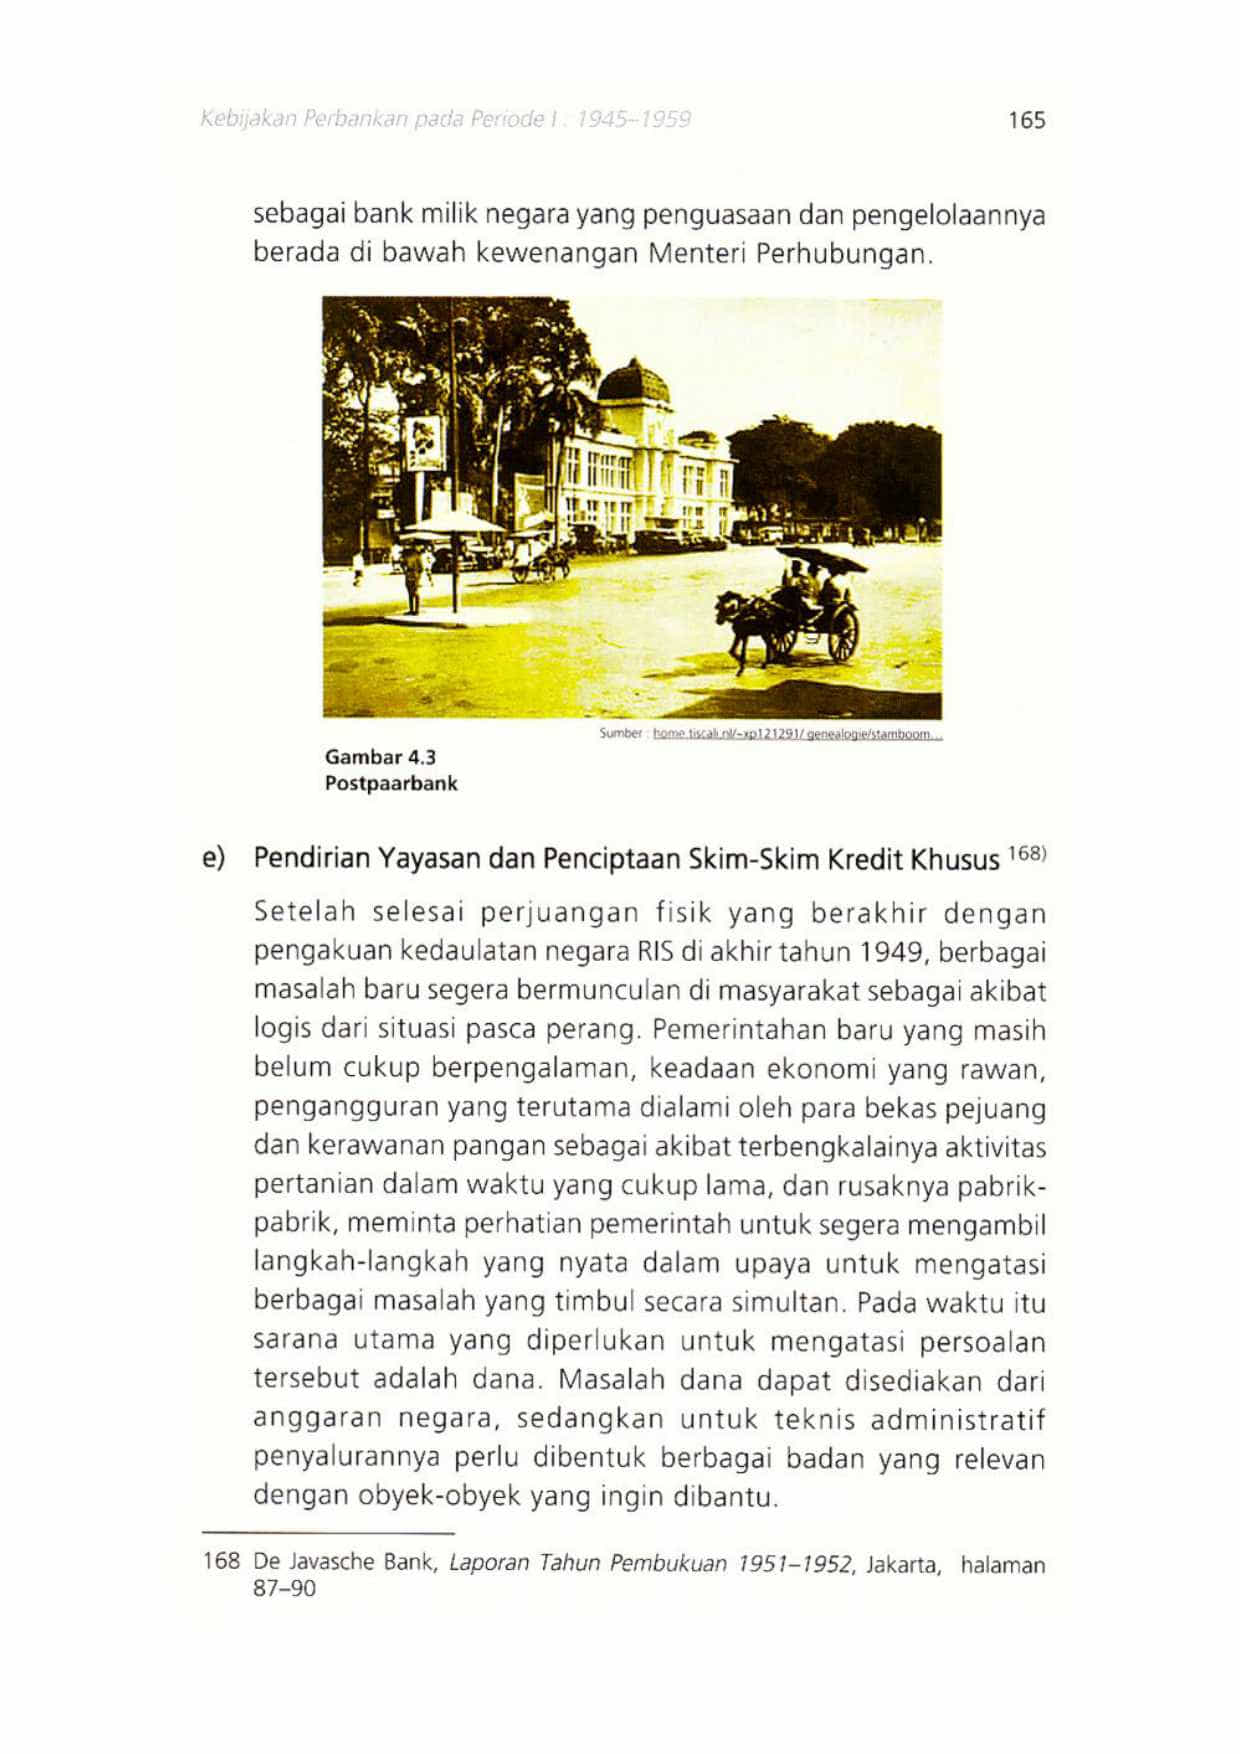 Kebijakan Perbankan pada Periode I : 1945–1959 165
sebagai bank milik negara yang penguasaan dan pengelolaannya
berada di bawah kewenangan Menteri Perhubungan.
Sumber : home.tiscali.nl/~xp121291/ genealogie/stamboom...
Gambar 4.3
Postpaarbank
e) Pendirian Yayasan dan Penciptaan Skim-Skim Kredit Khusus 168)
Setelah selesai perjuangan fisik yang berakhir dengan
pengakuan kedaulatan negara RIS di akhir tahun 1949, berbagai
masalah baru segera bermunculan di masyarakat sebagai akibat
logis dari situasi pasca perang. Pemerintahan baru yang masih
belum cukup berpengalaman, keadaan ekonomi yang rawan,
pengangguran yang terutama dialami oleh para bekas pejuang
dan kerawanan pangan sebagai akibat terbengkalainya aktivitas
pertanian dalam waktu yang cukup lama, dan rusaknya pabrik-
pabrik, meminta perhatian pemerintah untuk segera mengambil
langkah-langkah yang nyata dalam upaya untuk mengatasi
berbagai masalah yang timbul secara simultan. Pada waktu itu
sarana utama yang diperlukan untuk mengatasi persoalan
tersebut adalah dana. Masalah dana dapat disediakan dari
anggaran negara, sedangkan untuk teknis administratif
penyalurannya perlu dibentuk berbagai badan yang relevan
dengan obyek-obyek yang ingin dibantu.
168 De Javasche Bank, Laporan Tahun Pembukuan 1951–1952, Jakarta, halaman
87–90